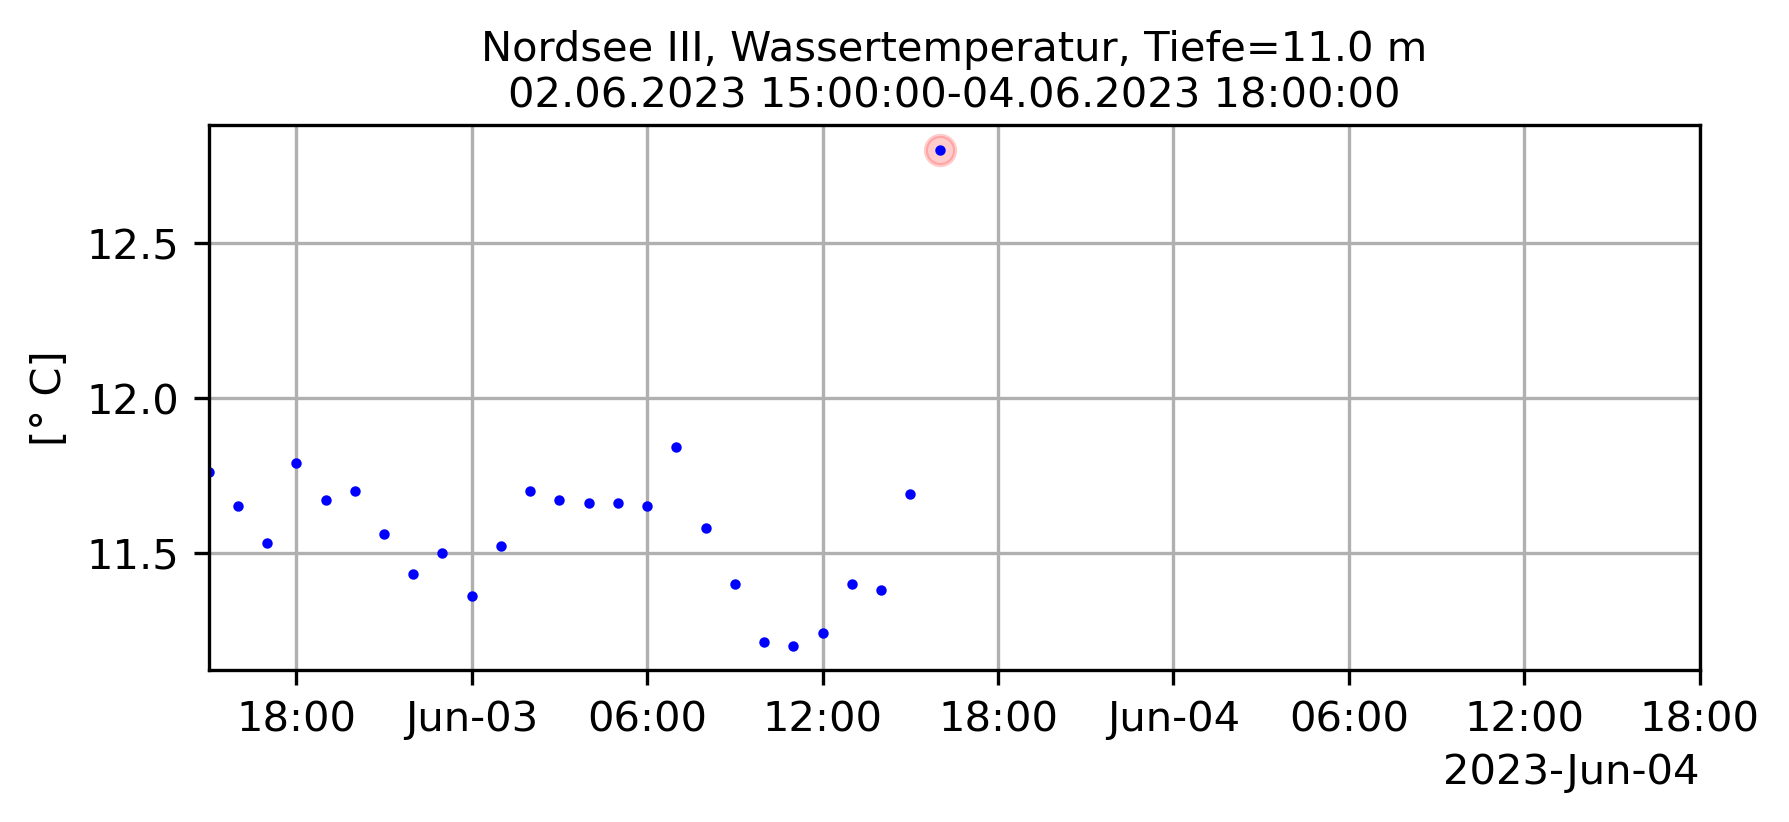 Nordsee III, Wassertemperatur, Tiefe=11.0 m
02.06.2023 15:00:00-04.06.2023 18:00:00
12.5
12.0
11.5
[° C]
18:00 Jun-03 06:00 12:00 18:00 Jun-04 06:00 12:00 18:00
2023-Jun-04